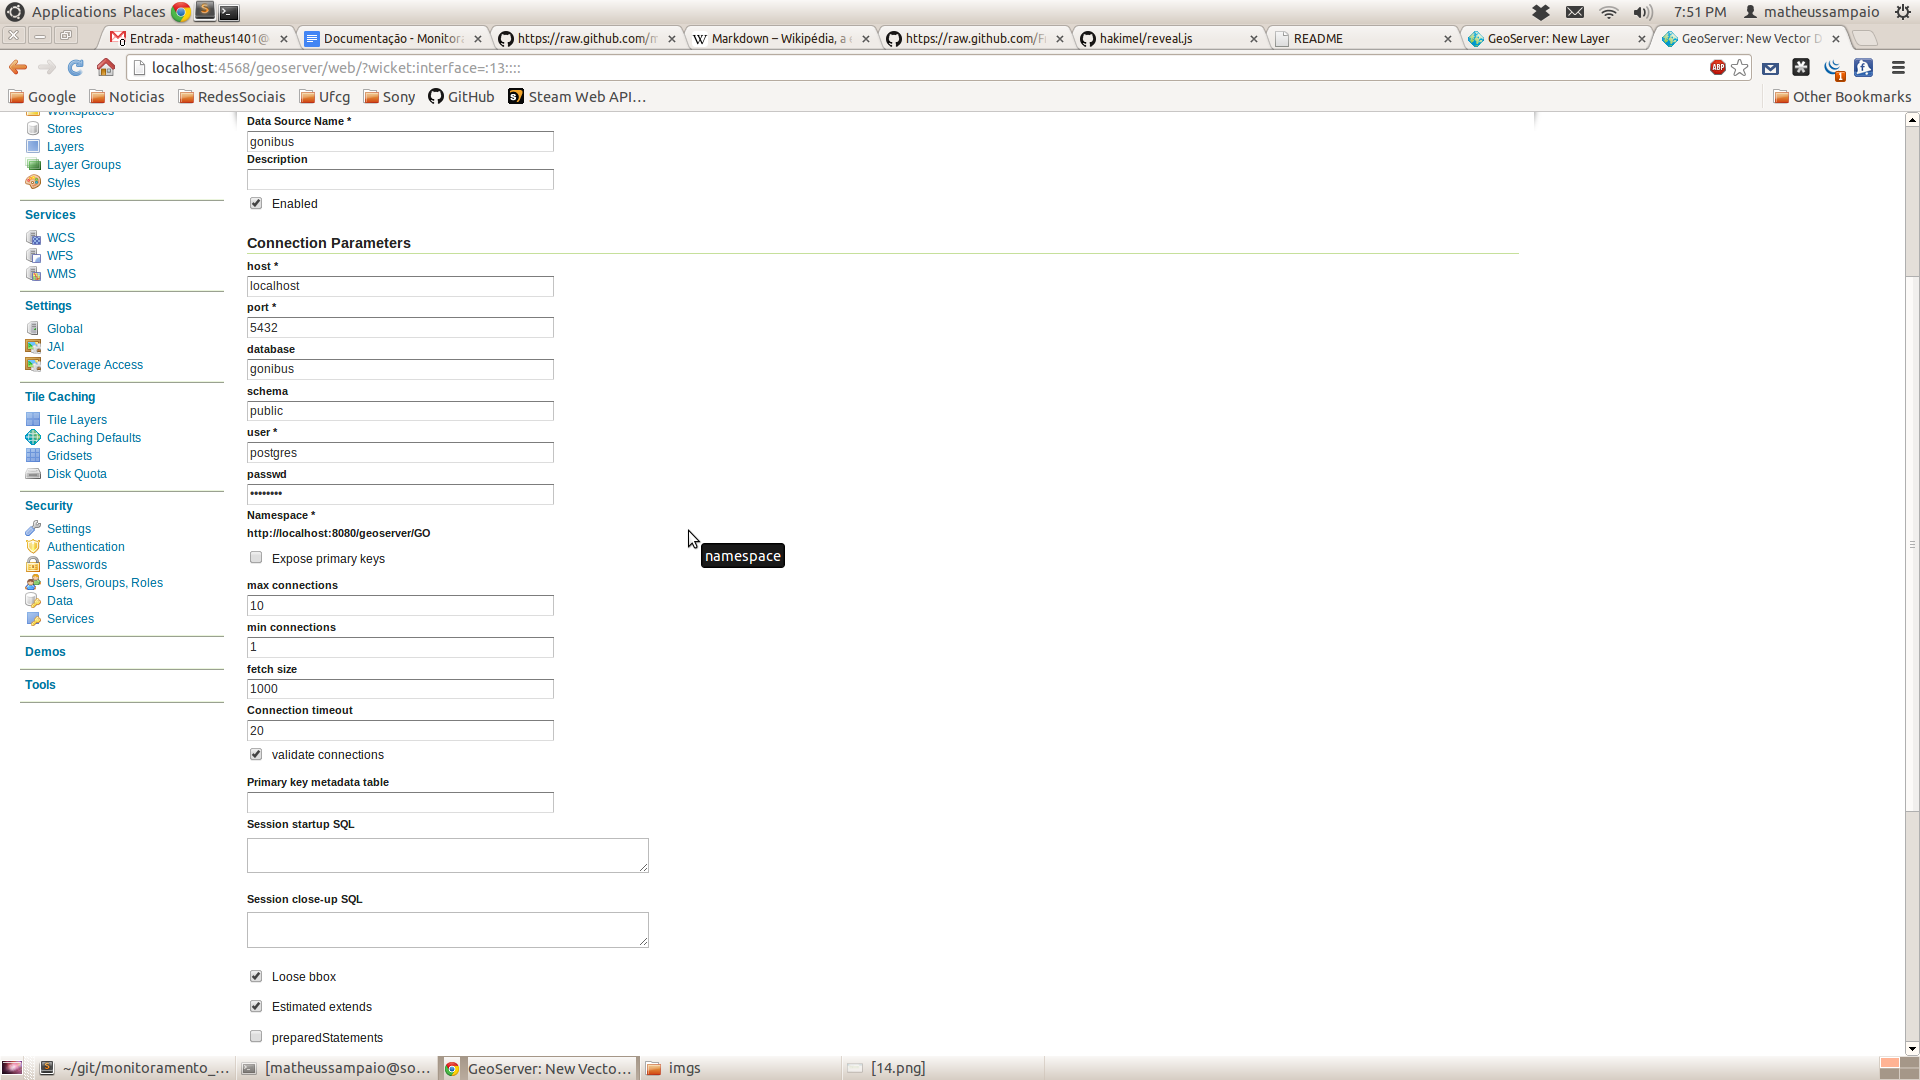 Applications Places 7:51 PM matheussampaio
Entrada - matheus1401@ Documentação - Monitora https://raw.github.com/m Markdown – Wikipédia, a e https://raw.github.com/Fr hakimel/reveal.js README GeoServer: New Layer GeoServer: New Vector D
localhost:4568/geoserver/web/?wicket:interface=:13::::
ABP
1
Google Noticias RedesSociais Ufcg Sony GitHub Steam Web API... Other Bookmarks
Workspaces
Stores
Layers
Layer Groups
Styles
Services
WCS
WFS
WMS
Settings
Global
JAI
Coverage Access
Tile Caching
Tile Layers
Caching Defaults
Gridsets
Disk Quota
Security
Settings
Authentication
Passwords
Users, Groups, Roles
Data
Services
Demos
Tools
Data Source Name *
gonibus
Description
Enabled
Connection Parameters
host *
localhost
port *
5432
database
gonibus
schema
public
user *
postgres
passwd
••••••••
Namespace *
http://localhost:8080/geoserver/GO
namespace
Expose primary keys
max connections
10
min connections
1
fetch size
1000
Connection timeout
20
validate connections
Primary key metadata table
Session startup SQL
Session close-up SQL
Loose bbox
Estimated extends
preparedStatements
~/git/monitoramento_... [matheussampaio@so... GeoServer: New Vecto... imgs [14.png]